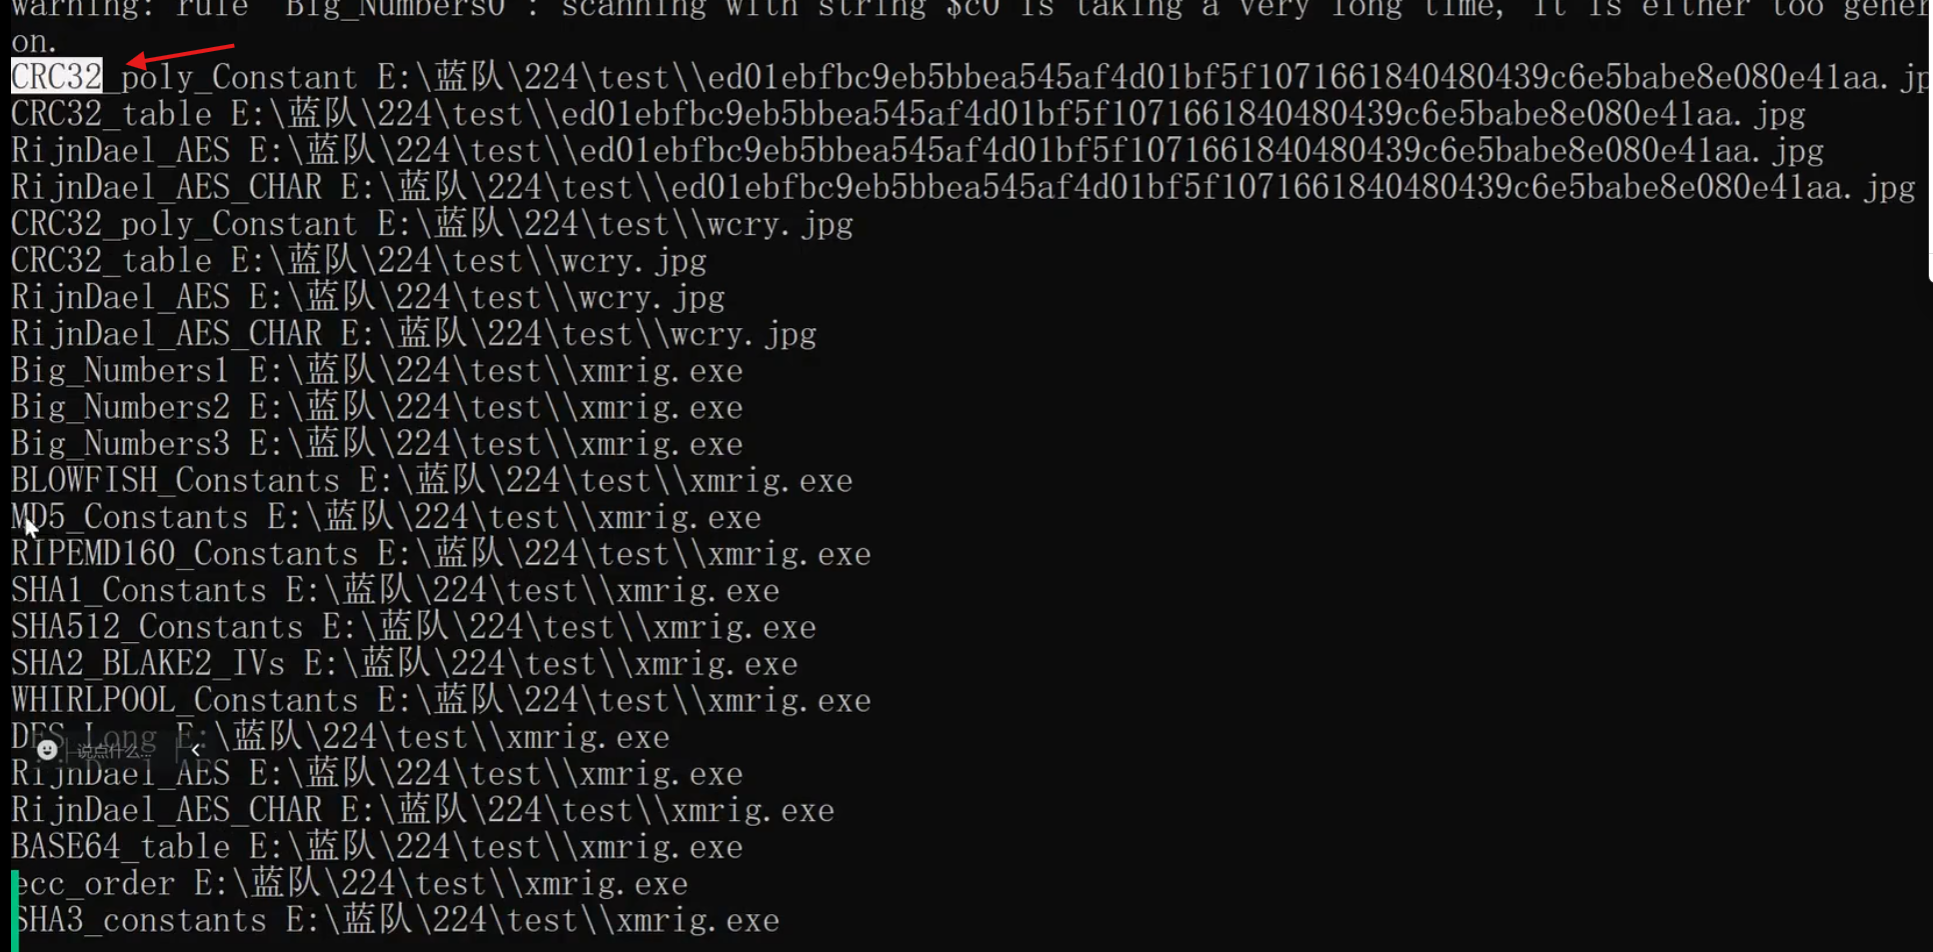 warning: rule "Big_Numbers0": scanning with string $c0 is taking a very long time, it is either too gener
on.
CRC32_poly_Constant E:\蓝队\224\test\\ed01ebfbc9eb5bbea545af4d01bf5f1071661840480439c6e5babe8e080e41aa.jp
CRC32_table E:\蓝队\224\test\\ed01ebfbc9eb5bbea545af4d01bf5f1071661840480439c6e5babe8e080e41aa.jpg
RijnDael_AES E:\蓝队\224\test\\ed01ebfbc9eb5bbea545af4d01bf5f1071661840480439c6e5babe8e080e41aa.jpg
RijnDael_AES_CHAR E:\蓝队\224\test\\ed01ebfbc9eb5bbea545af4d01bf5f1071661840480439c6e5babe8e080e41aa.jpg
CRC32_poly_Constant E:\蓝队\224\test\\wcry.jpg
CRC32_table E:\蓝队\224\test\\wcry.jpg
RijnDael_AES E:\蓝队\224\test\\wcry.jpg
RijnDael_AES_CHAR E:\蓝队\224\test\\wcry.jpg
Big_Numbers1 E:\蓝队\224\test\\xmrig.exe
Big_Numbers2 E:\蓝队\224\test\\xmrig.exe
Big_Numbers3 E:\蓝队\224\test\\xmrig.exe
BLOWFISH_Constants E:\蓝队\224\test\\xmrig.exe
MD5_Constants E:\蓝队\224\test\\xmrig.exe
RIPEMD160_Constants E:\蓝队\224\test\\xmrig.exe
SHA1_Constants E:\蓝队\224\test\\xmrig.exe
SHA512_Constants E:\蓝队\224\test\\xmrig.exe
SHA2_BLAKE2_IVs E:\蓝队\224\test\\xmrig.exe
WHIRLPOOL_Constants E:\蓝队\224\test\\xmrig.exe
DES_Long E:\蓝队\224\test\\xmrig.exe
说点什么...
RijnDael_AES E:\蓝队\224\test\\xmrig.exe
RijnDael_AES_CHAR E:\蓝队\224\test\\xmrig.exe
BASE64_table E:\蓝队\224\test\\xmrig.exe
ecc_order E:\蓝队\224\test\\xmrig.exe
SHA3_constants E:\蓝队\224\test\\xmrig.exe